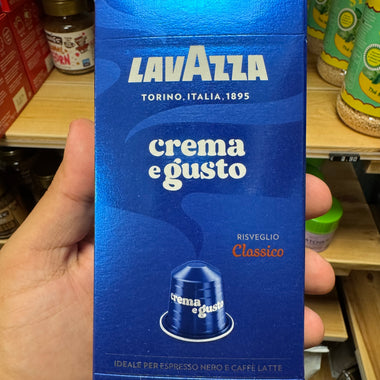 LAVAZZA
TORINO, ITALIA, 1895
crema
e gusto
RISVEGLIO
Classico
crema
e gusto
IDEALE PER ESPRESSO NERO E CAFFÈ LATTE